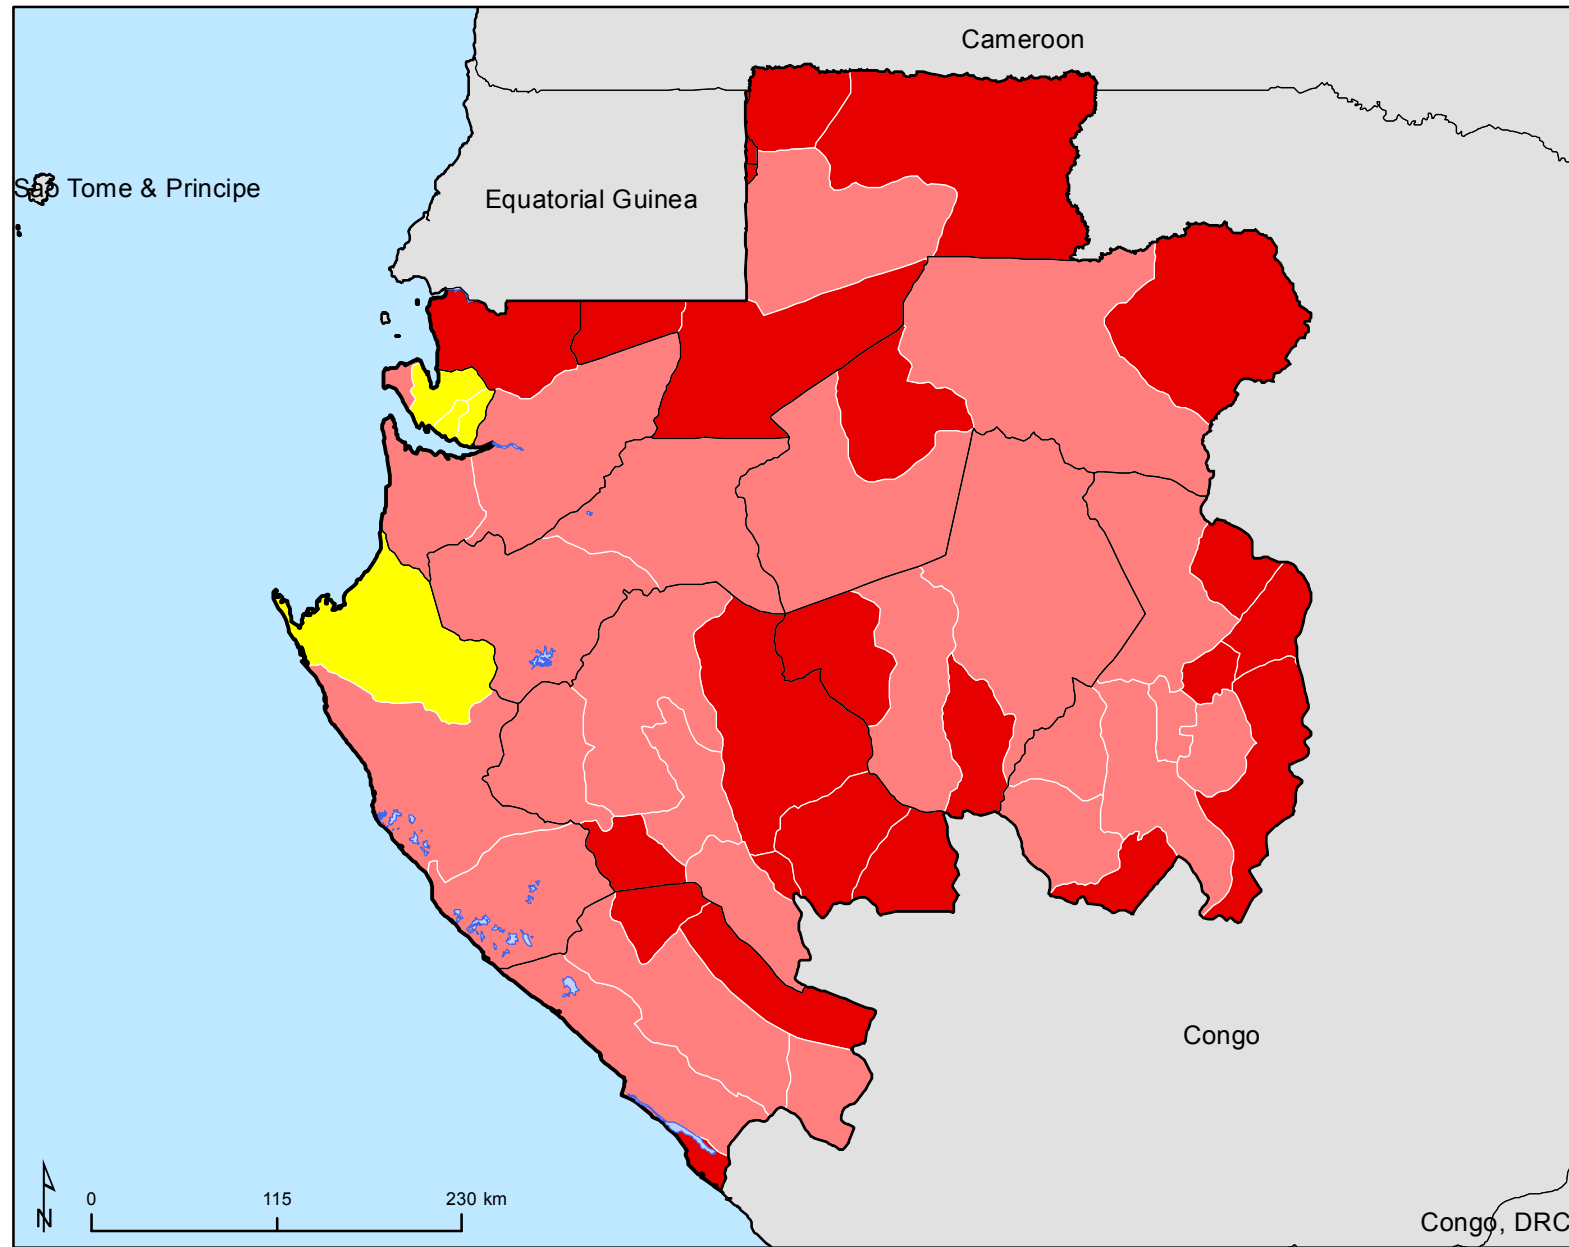 Cameroon
Sao Tome & Principe
Equatorial Guinea
Congo
0 115 230 km
N
Congo, DRC